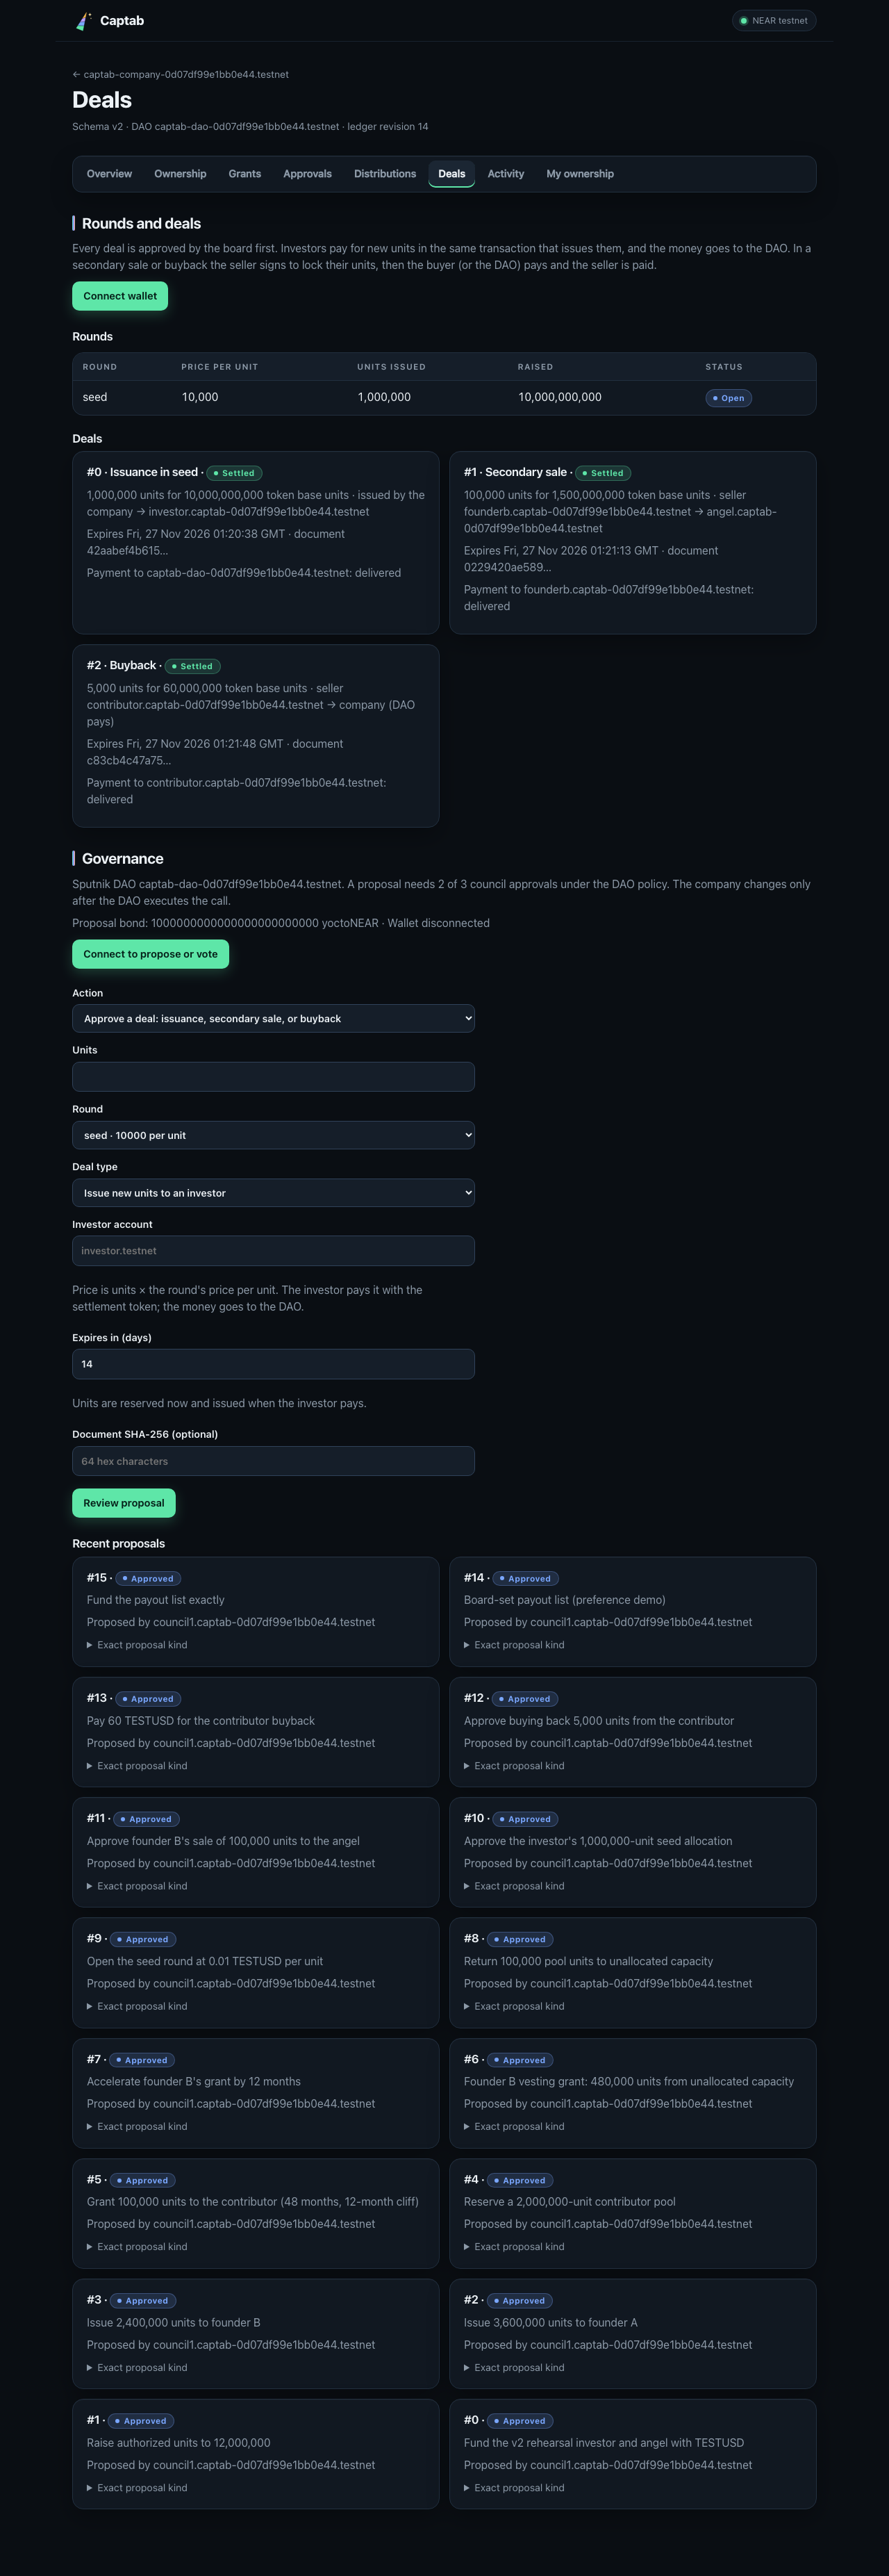 Captab
NEAR testnet
← captab-company-0d07df99e1bb0e44.testnet
Deals
Schema v2 · DAO captab-dao-0d07df99e1bb0e44.testnet · ledger revision 14
Overview Ownership Grants Approvals Distributions Deals Activity My ownership
Rounds and deals
Every deal is approved by the board first. Investors pay for new units in the same transaction that issues them, and the money goes to the DAO. In a
secondary sale or buyback the seller signs to lock their units, then the buyer (or the DAO) pays and the seller is paid.
Connect wallet
Rounds
ROUND PRICE PER UNIT UNITS ISSUED RAISED STATUS
seed 10,000 1,000,000 10,000,000,000 Open
Deals
#0 · Issuance in seed · Settled
1,000,000 units for 10,000,000,000 token base units · issued by the
company → investor.captab-0d07df99e1bb0e44.testnet
Expires Fri, 27 Nov 2026 01:20:38 GMT · document
42aabef4b615…
Payment to captab-dao-0d07df99e1bb0e44.testnet: delivered
#1 · Secondary sale · Settled
100,000 units for 1,500,000,000 token base units · seller
founderb.captab-0d07df99e1bb0e44.testnet → angel.captab-
0d07df99e1bb0e44.testnet
Expires Fri, 27 Nov 2026 01:21:13 GMT · document
0229420ae589…
Payment to founderb.captab-0d07df99e1bb0e44.testnet:
delivered
#2 · Buyback · Settled
5,000 units for 60,000,000 token base units · seller
contributor.captab-0d07df99e1bb0e44.testnet → company (DAO
pays)
Expires Fri, 27 Nov 2026 01:21:48 GMT · document
c83cb4c47a75…
Payment to contributor.captab-0d07df99e1bb0e44.testnet:
delivered
Governance
Sputnik DAO captab-dao-0d07df99e1bb0e44.testnet. A proposal needs 2 of 3 council approvals under the DAO policy. The company changes only
after the DAO executes the call.
Proposal bond: 100000000000000000000000 yoctoNEAR · Wallet disconnected
Connect to propose or vote
Action
Approve a deal: issuance, secondary sale, or buyback
Units
Round
seed · 10000 per unit
Deal type
Issue new units to an investor
Investor account
investor.testnet
Price is units × the round's price per unit. The investor pays it with the
settlement token; the money goes to the DAO.
Expires in (days)
14
Units are reserved now and issued when the investor pays.
Document SHA-256 (optional)
64 hex characters
Review proposal
Recent proposals
#15 · Approved
Fund the payout list exactly
Proposed by council1.captab-0d07df99e1bb0e44.testnet
Exact proposal kind
#14 · Approved
Board-set payout list (preference demo)
Proposed by council1.captab-0d07df99e1bb0e44.testnet
Exact proposal kind
#13 · Approved
Pay 60 TESTUSD for the contributor buyback
Proposed by council1.captab-0d07df99e1bb0e44.testnet
Exact proposal kind
#12 · Approved
Approve buying back 5,000 units from the contributor
Proposed by council1.captab-0d07df99e1bb0e44.testnet
Exact proposal kind
#11 · Approved
Approve founder B's sale of 100,000 units to the angel
Proposed by council1.captab-0d07df99e1bb0e44.testnet
Exact proposal kind
#10 · Approved
Approve the investor's 1,000,000-unit seed allocation
Proposed by council1.captab-0d07df99e1bb0e44.testnet
Exact proposal kind
#9 · Approved
Open the seed round at 0.01 TESTUSD per unit
Proposed by council1.captab-0d07df99e1bb0e44.testnet
Exact proposal kind
#8 · Approved
Return 100,000 pool units to unallocated capacity
Proposed by council1.captab-0d07df99e1bb0e44.testnet
Exact proposal kind
#7 · Approved
Accelerate founder B's grant by 12 months
Proposed by council1.captab-0d07df99e1bb0e44.testnet
Exact proposal kind
#6 · Approved
Founder B vesting grant: 480,000 units from unallocated capacity
Proposed by council1.captab-0d07df99e1bb0e44.testnet
Exact proposal kind
#5 · Approved
Grant 100,000 units to the contributor (48 months, 12-month cliff)
Proposed by council1.captab-0d07df99e1bb0e44.testnet
Exact proposal kind
#4 · Approved
Reserve a 2,000,000-unit contributor pool
Proposed by council1.captab-0d07df99e1bb0e44.testnet
Exact proposal kind
#3 · Approved
Issue 2,400,000 units to founder B
Proposed by council1.captab-0d07df99e1bb0e44.testnet
Exact proposal kind
#2 · Approved
Issue 3,600,000 units to founder A
Proposed by council1.captab-0d07df99e1bb0e44.testnet
Exact proposal kind
#1 · Approved
Raise authorized units to 12,000,000
Proposed by council1.captab-0d07df99e1bb0e44.testnet
Exact proposal kind
#0 · Approved
Fund the v2 rehearsal investor and angel with TESTUSD
Proposed by council1.captab-0d07df99e1bb0e44.testnet
Exact proposal kind